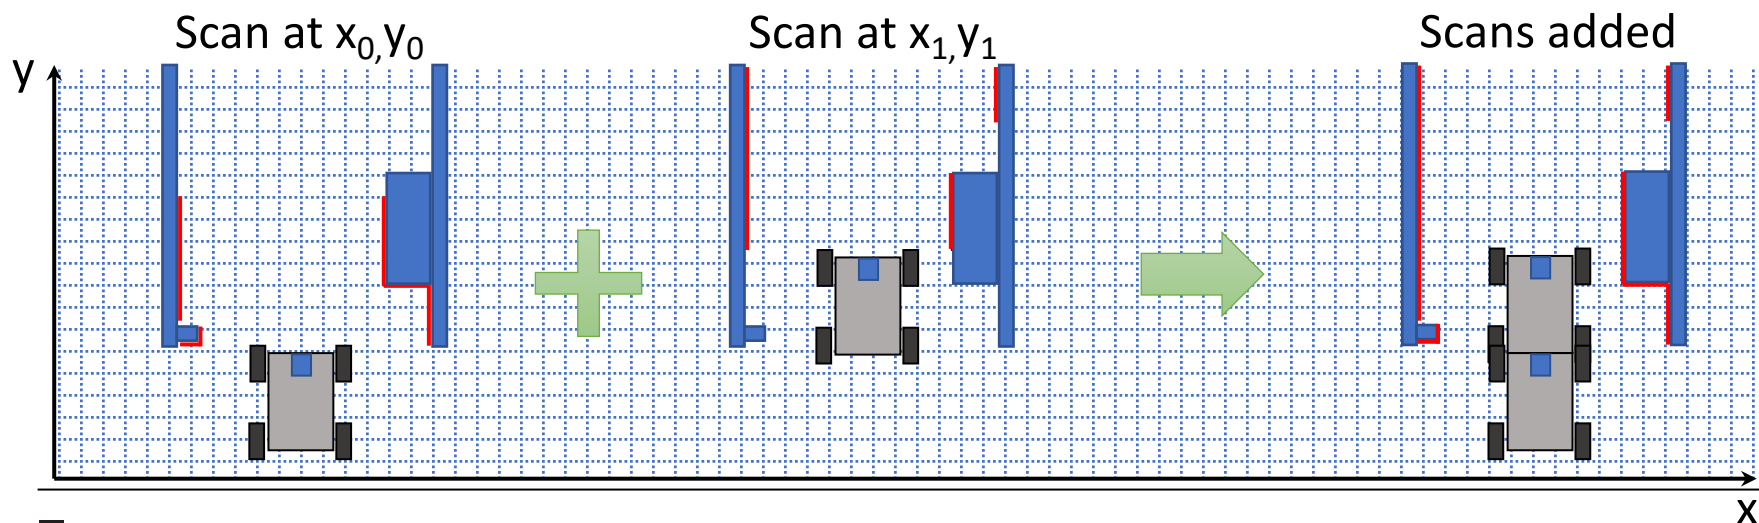 Scan at x0,y0
Scan at x1,y1
Scans added
y
x